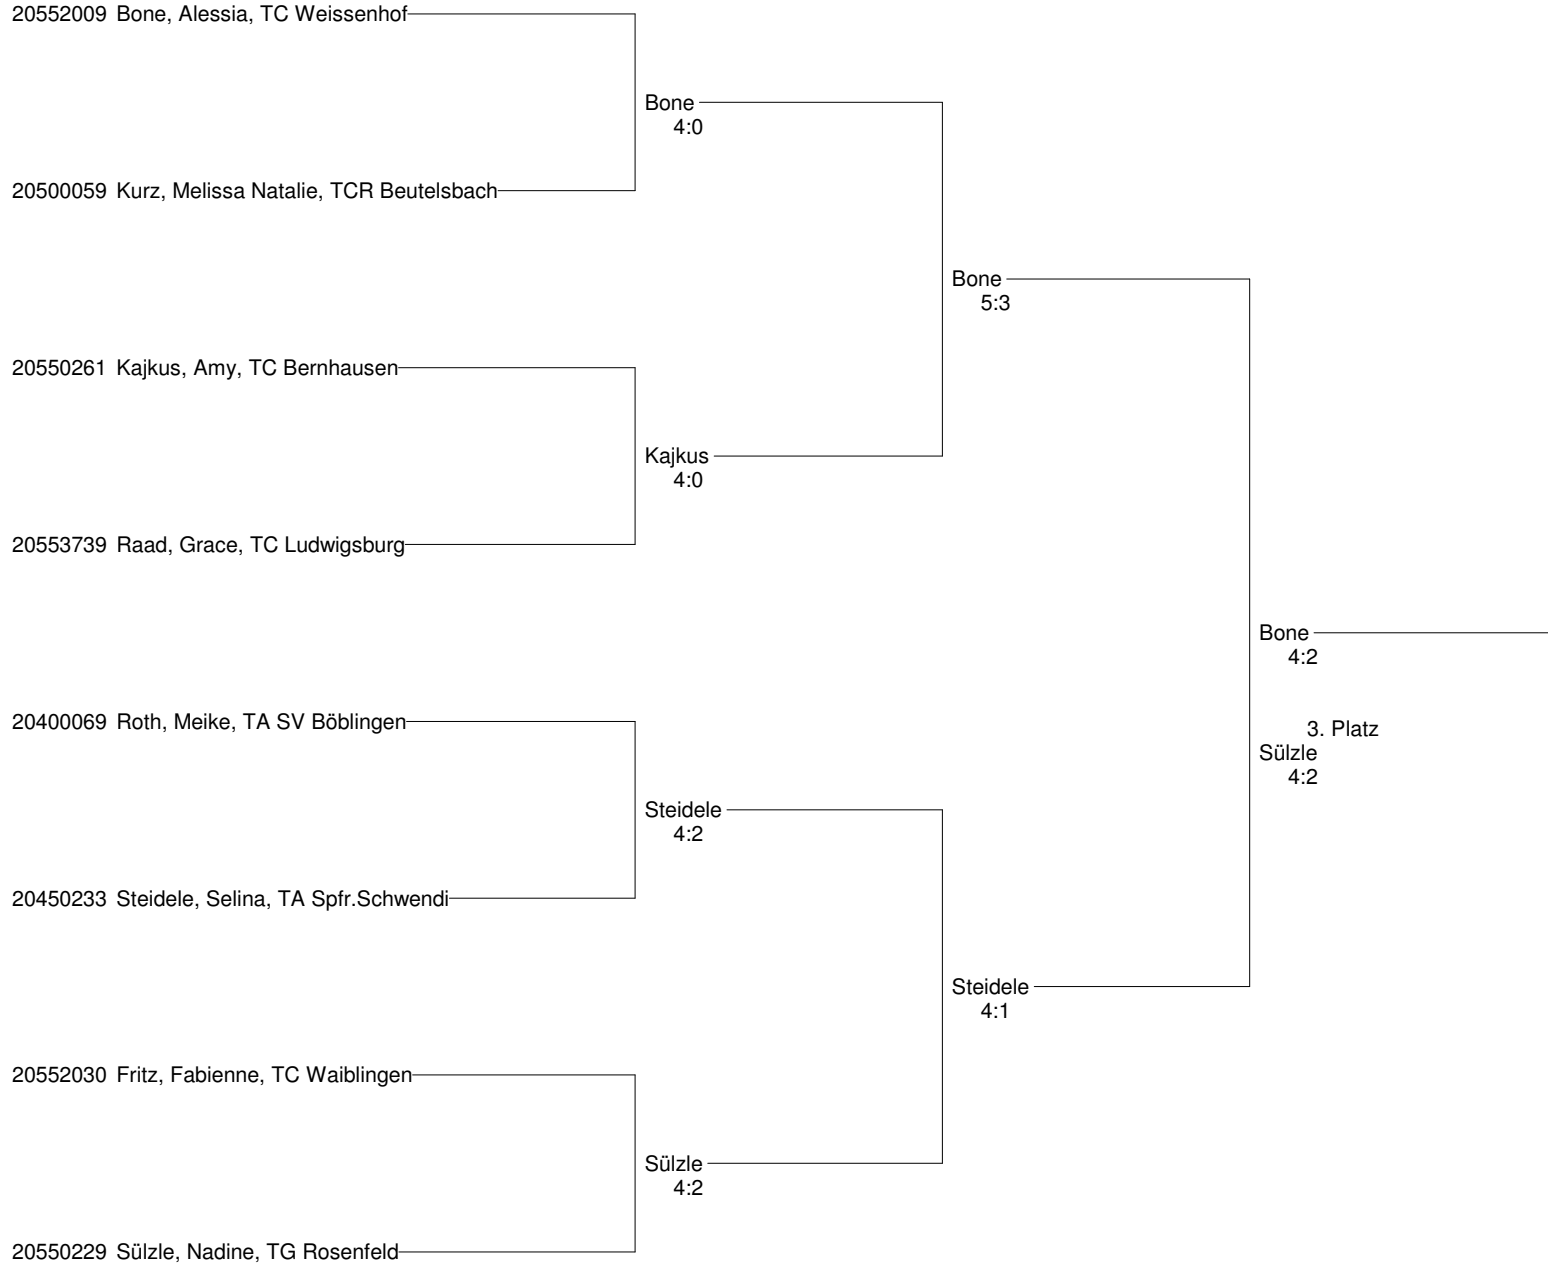 20552009 Bone, Alessia, TC Weissenhof
Bone
4:0
20500059 Kurz, Melissa Natalie, TCR Beutelsbach
Bone
5:3
20550261 Kajkus, Amy, TC Bernhausen
Kajkus
4:0
20553739 Raad, Grace, TC Ludwigsburg
Bone
4:2
20400069 Roth, Meike, TA SV Böblingen
3. Platz
Sülzle
4:2
Steidele
4:2
20450233 Steidele, Selina, TA Spfr.Schwendi
Steidele
4:1
20552030 Fritz, Fabienne, TC Waiblingen
Sülzle
4:2
20550229 Sülzle, Nadine, TG Rosenfeld